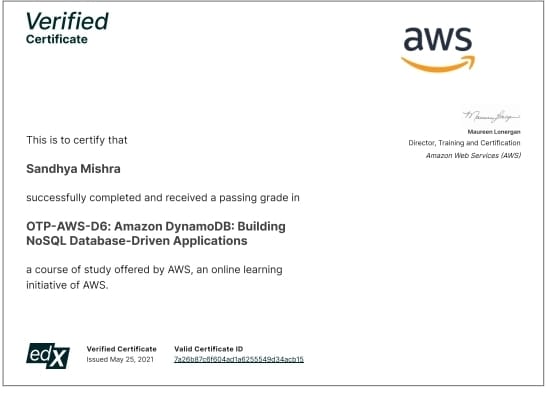 Verified
Certificate
aws
Maureen Lonergan
Director, Training and Certification
Amazon Web Services (AWS)
This is to certify that
Sandhya Mishra
successfully completed and received a passing grade in
OTP-AWS-D6: Amazon DynamoDB: Building
NoSQL Database-Driven Applications
a course of study offered by AWS, an online learning
initiative of AWS.
edX
Verified Certificate
Issued May 25, 2021
Valid Certificate ID
7a26b87c6f604ad1a6255549d34acb15